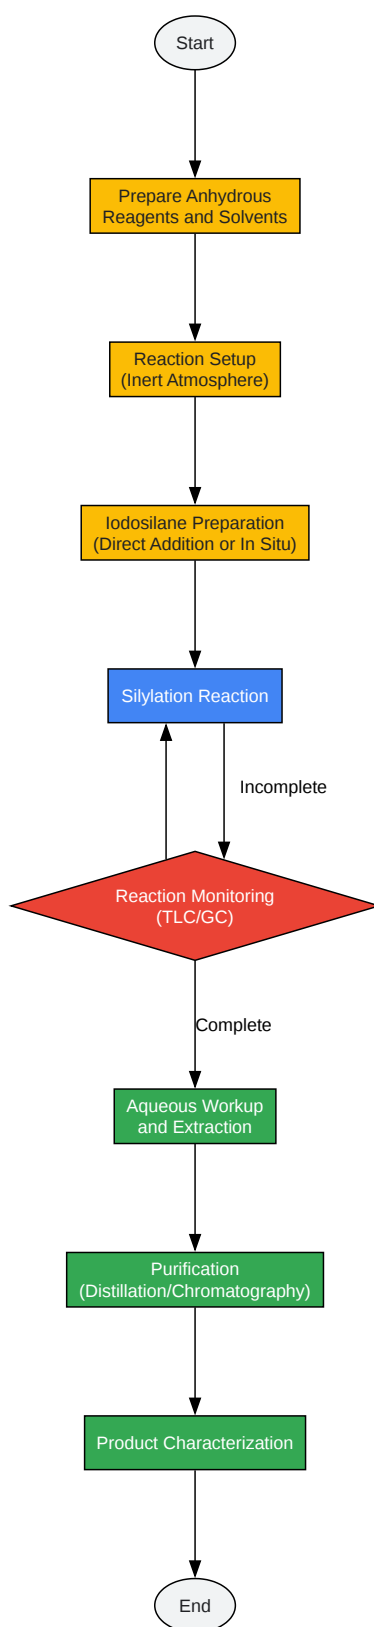 Start
Prepare Anhydrous
Reagents and Solvents
Reaction Setup
(Inert Atmosphere)
Iodosilane Preparation
(Direct Addition or In Situ)
Silylation Reaction
Incomplete
Reaction Monitoring
(TLC/GC)
Complete
Aqueous Workup
and Extraction
Purification
(Distillation/Chromatography)
Product Characterization
End